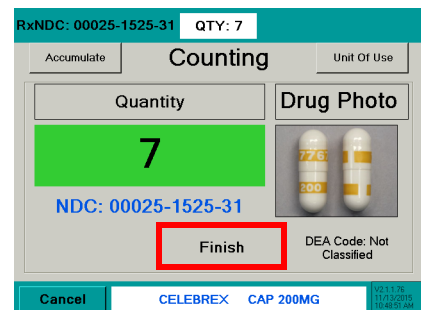 RxNDC: 00025-1525-31 QTY: 7
Accumulate Counting Unit Of Use
Quantity Drug Photo
7
7767
200
NDC: 00025-1525-31
Finish
DEA Code: Not
Classified
Cancel CELEBREX CAP 200MG
V2.1.1.76
11/13/2015
10:48:51 AM